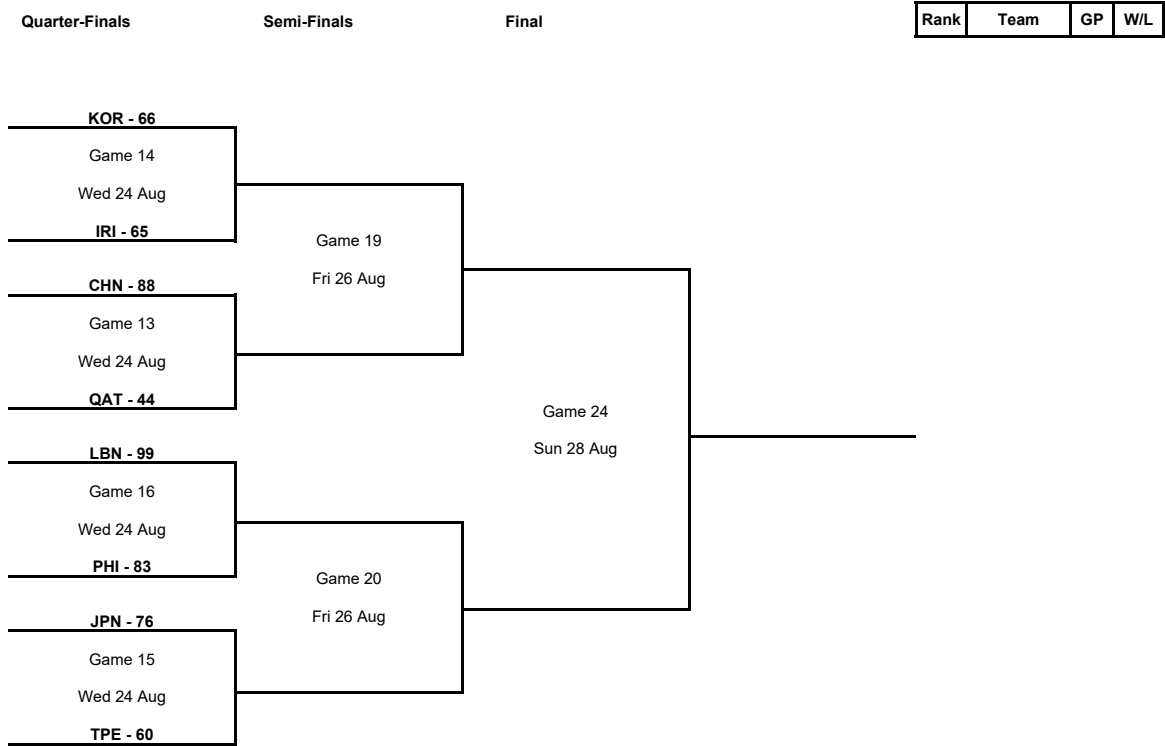 Quarter-Finals Semi-Finals Final Rank Team GP W/L
KOR - 66
Game 14
Wed 24 Aug
IRI - 65
Game 19
Fri 26 Aug
CHN - 88
Game 13
Wed 24 Aug
QAT - 44
Game 24
Sun 28 Aug
LBN - 99
Game 16
Wed 24 Aug
PHI - 83
Game 20
Fri 26 Aug
JPN - 76
Game 15
Wed 24 Aug
TPE - 60